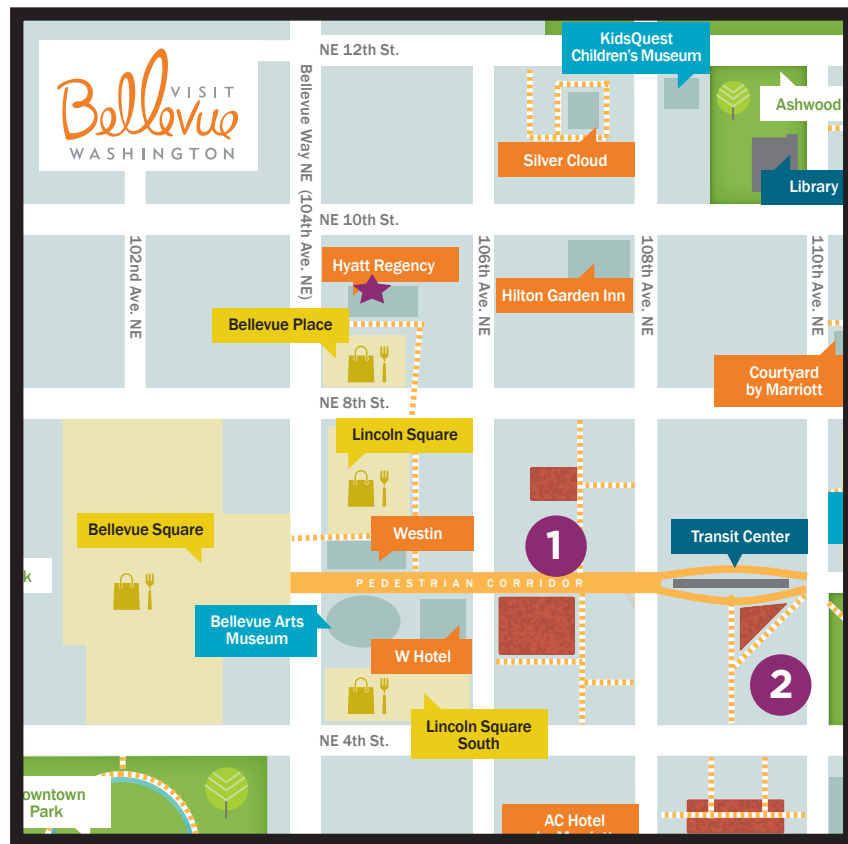 VISIT
Bellevue
WASHINGTON
NE 12th St.
KidsQuest
Children's Museum
Ashwood
Silver Cloud
Library
Bellevue Way NE (104th Ave. NE)
NE 10th St.
102nd Ave. NE
106th Ave. NE
108th Ave. NE
110th Ave. NE
Hyatt Regency
Hilton Garden Inn
Bellevue Place
Courtyard
by Marriott
NE 8th St.
Lincoln Square
Bellevue Square
Westin
1
Transit Center
k
PEDESTRIAN CORRIDOR
Bellevue Arts
Museum
W Hotel
2
Lincoln Square
South
NE 4th St.
owntown
Park
AC Hotel